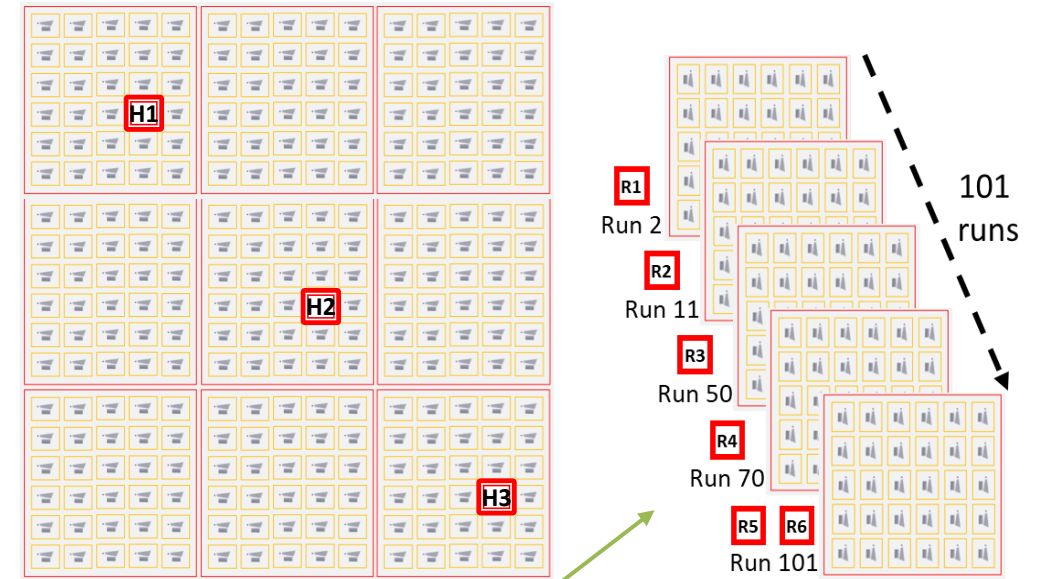 H1
H2
H3
R1
Run 2
R2
Run 11
R3
Run 50
R4
Run 70
R5 R6
Run 101
101
runs